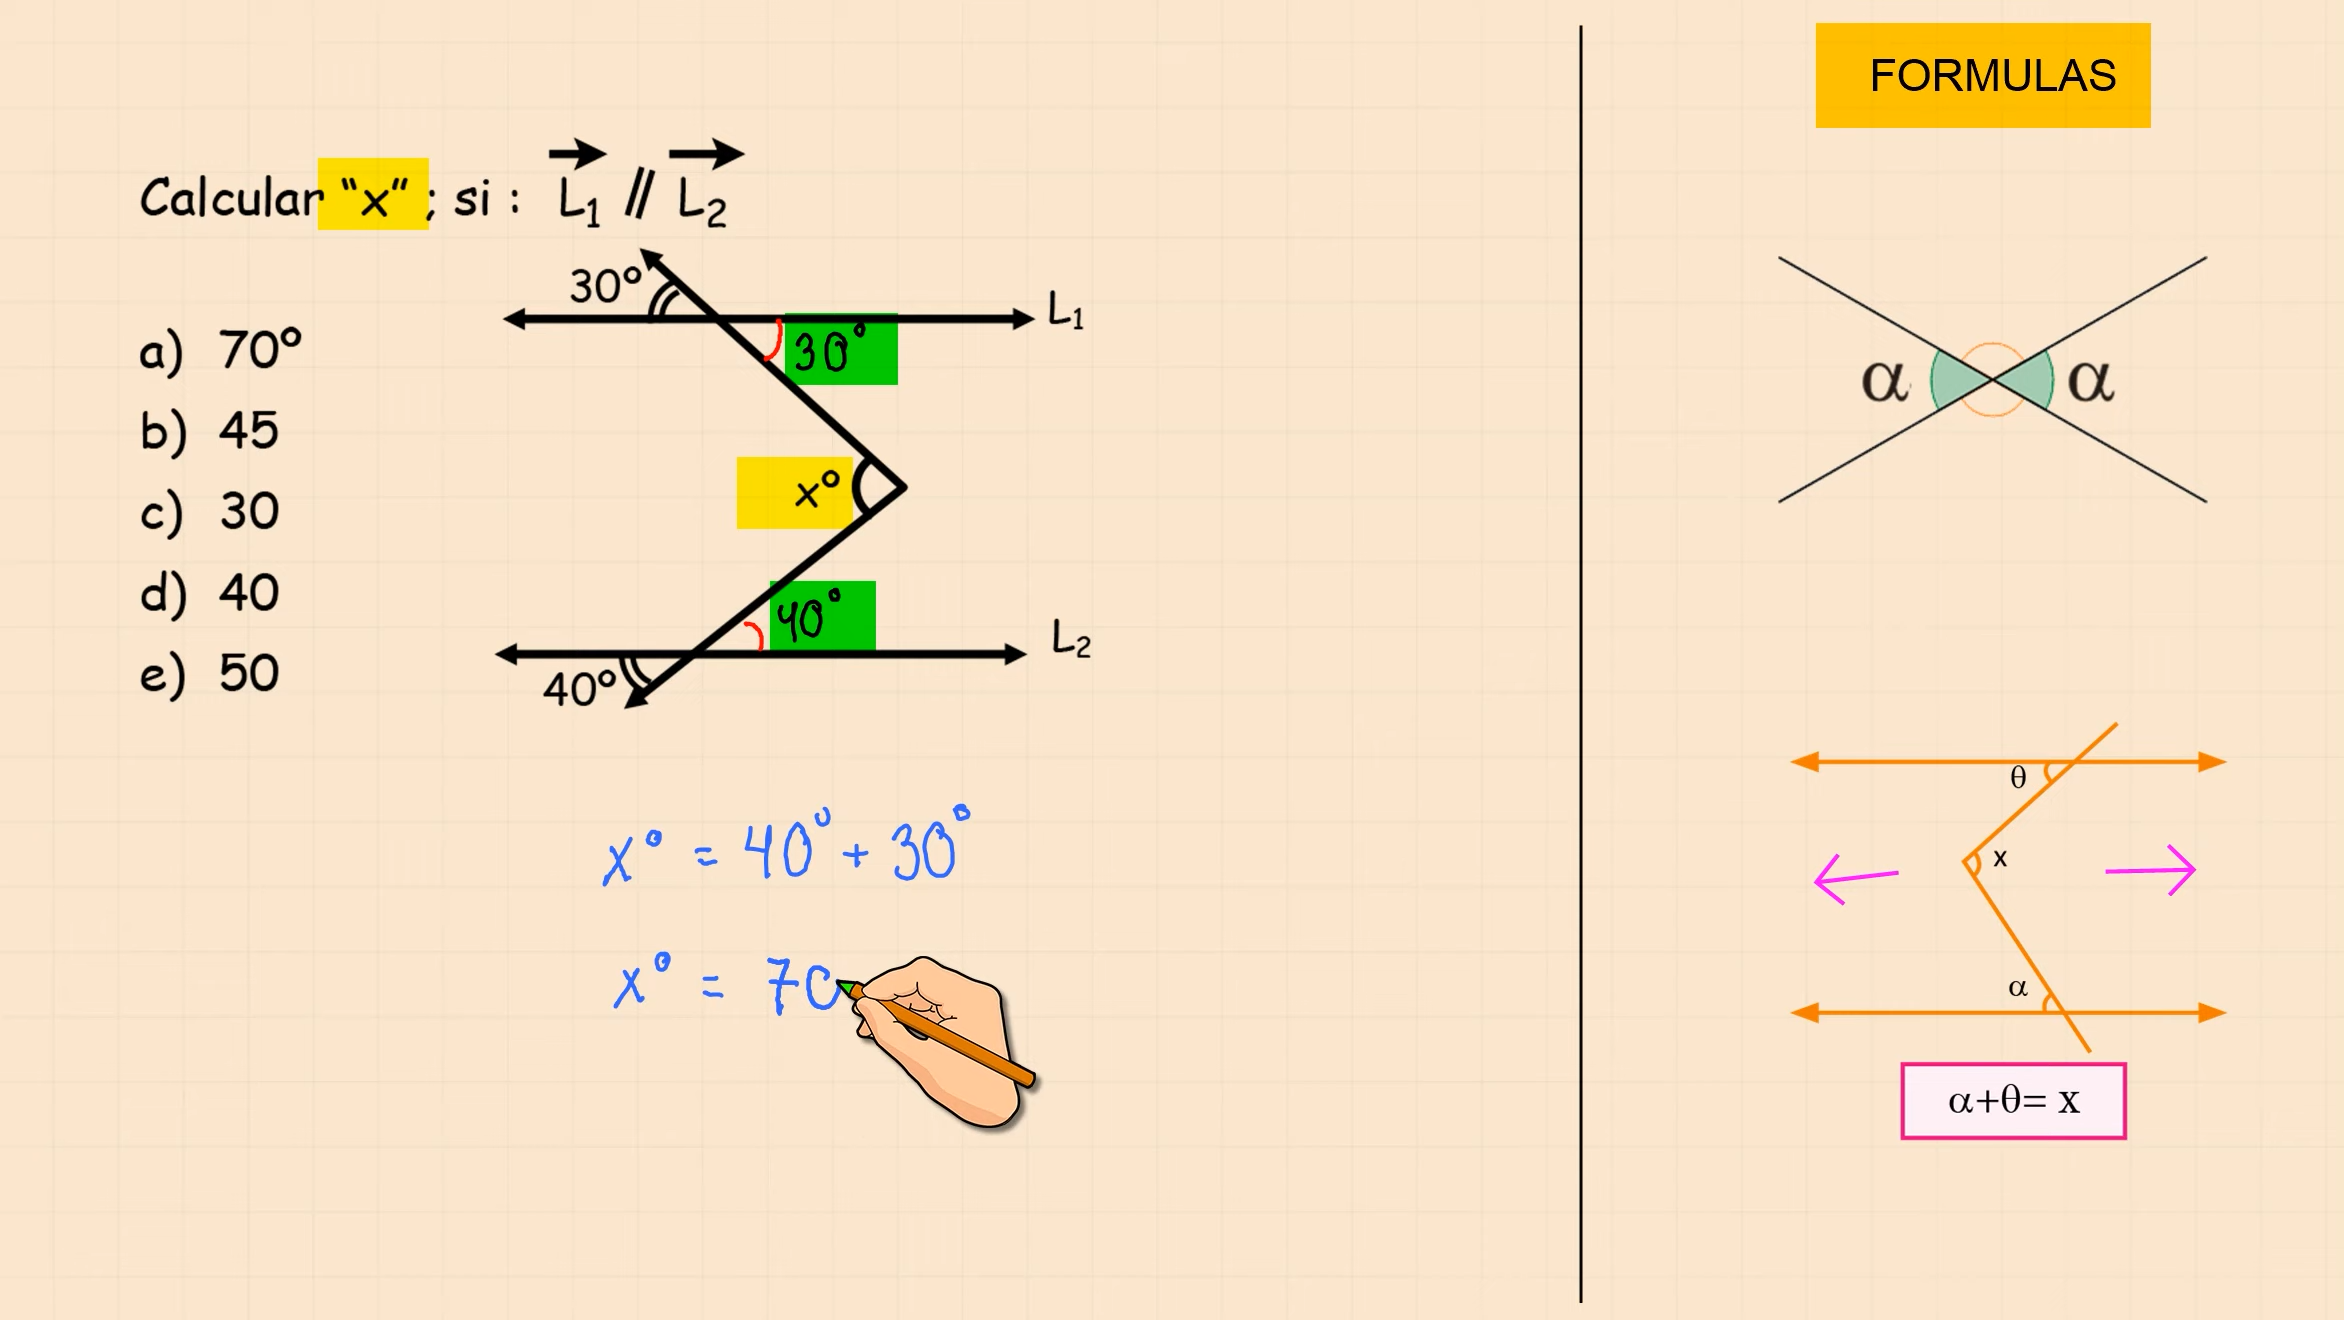 Calcular “x” ; si : L₁ // L₂
30°
L₁
30°
a) 70°
b) 45
c) 30
d) 40
e) 50
x°
40°
L₂
40°
x° = 40° + 30°
x° = 70
FORMULAS
α α
θ
x
α
α+θ= x